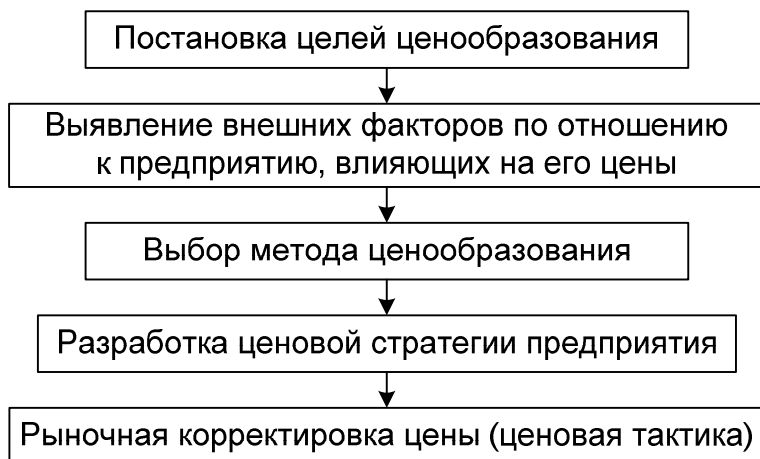 Постановка целей ценообразования
Выявление внешних факторов по отношению
к предприятию, влияющих на его цены
Выбор метода ценообразования
Разработка ценовой стратегии предприятия
Рыночная корректировка цены (ценовая тактика)